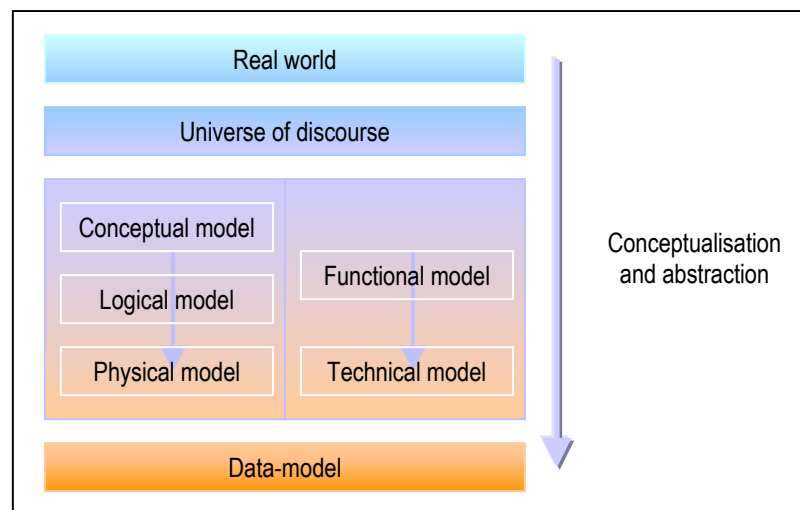 Real world
Universe of discourse
Conceptual model
Logical model
Physical model
Functional model
Technical model
Data-model
Conceptualisation
and abstraction